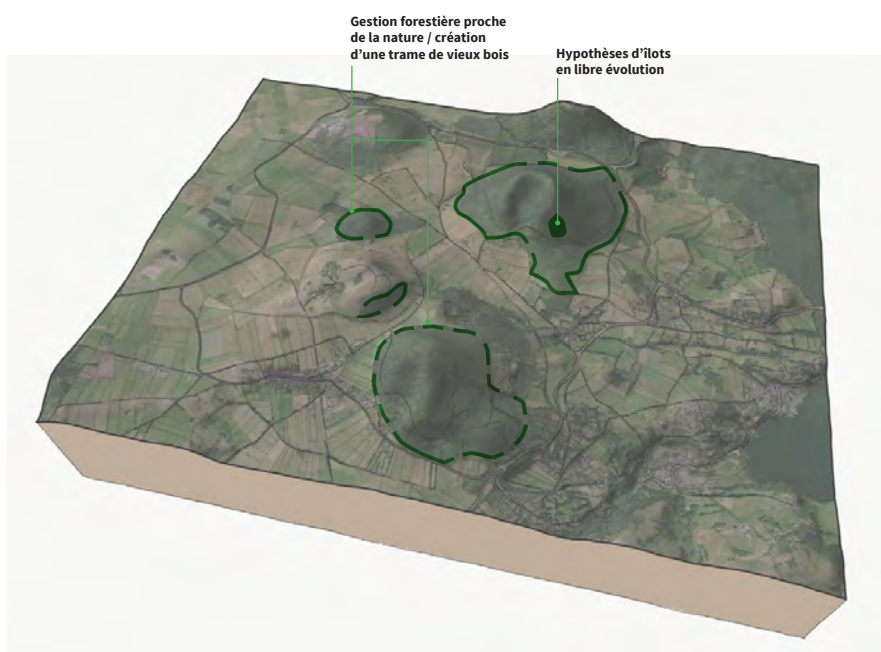 Gestion forestière proche
de la nature / création
d’une trame de vieux bois
Hypothèses d’îlots
en libre évolution